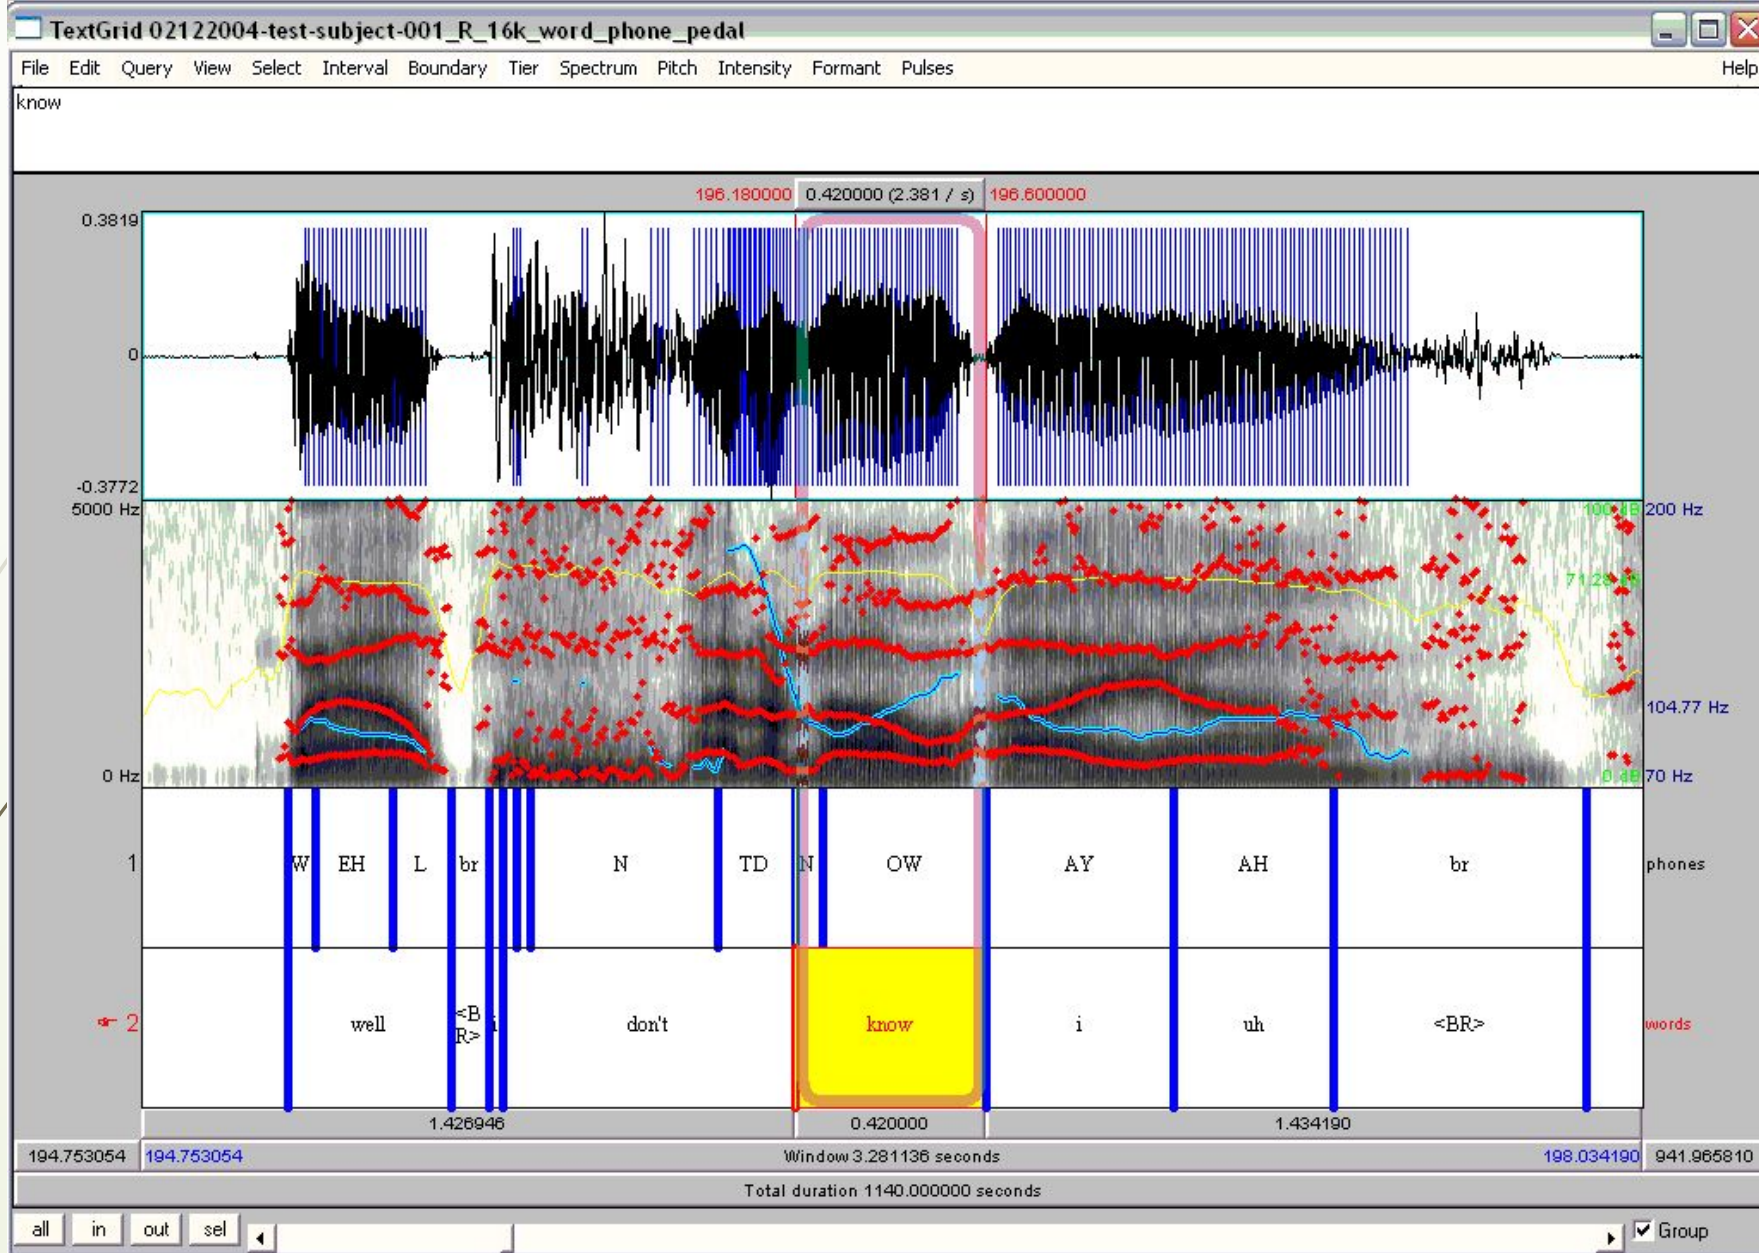 TextGrid 02122004-test-subject-001_R_16k_word_phone_pedal
File Edit Query View Select Interval Boundary Tier Spectrum Pitch Intensity Formant Pulses Help
know
196.180000 0.420000 (2.381 / s) 196.600000
0.3819
0
-0.3772
5000 Hz 100 dB 200 Hz
71.28 dB
104.77 Hz
0 Hz 0 dB 70 Hz
1 W EH L br N TD N OW AY AH br phones
2 well <BR> i don't know i uh <BR> words
1.426946 0.420000 1.434190
194.753054 194.753054 Window 3.281136 seconds 198.034190 941.965810
Total duration 1140.000000 seconds
all in out sel Group